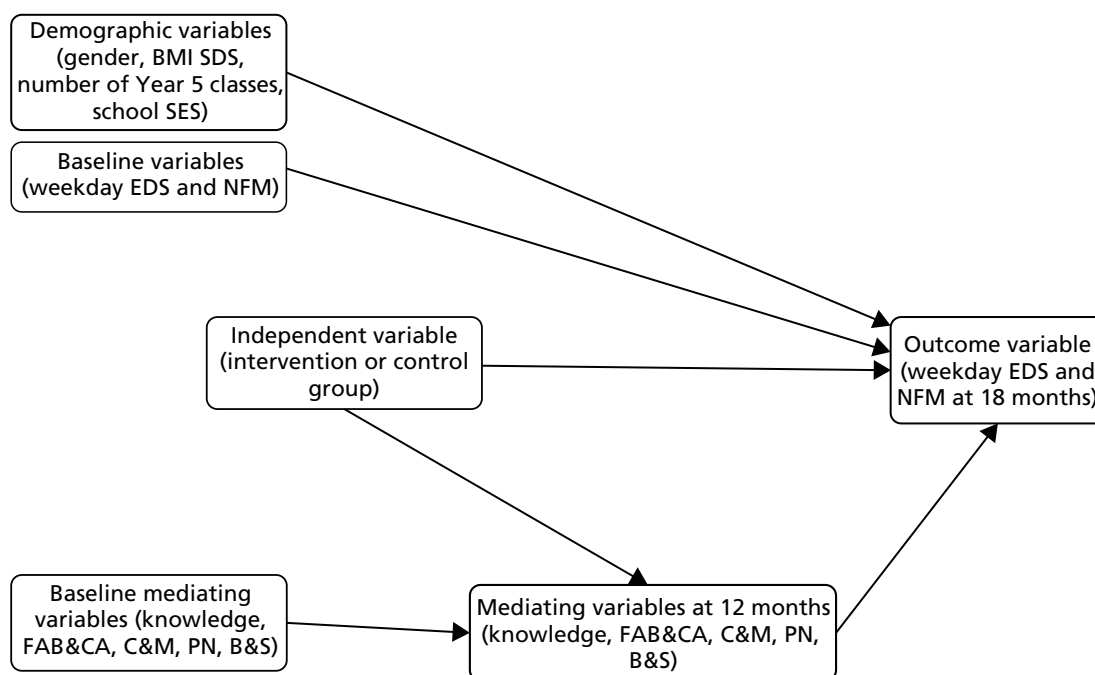 Demographic variables
(gender, BMI SDS,
number of Year 5 classes,
school SES)
Baseline variables
(weekday EDS and NFM)
Independent variable
(intervention or control
group)
Outcome variable
(weekday EDS and
NFM at 18 months)
Baseline mediating
variables (knowledge,
FAB&CA, C&M, PN, B&S)
Mediating variables at 12 months
(knowledge, FAB&CA, C&M, PN,
B&S)